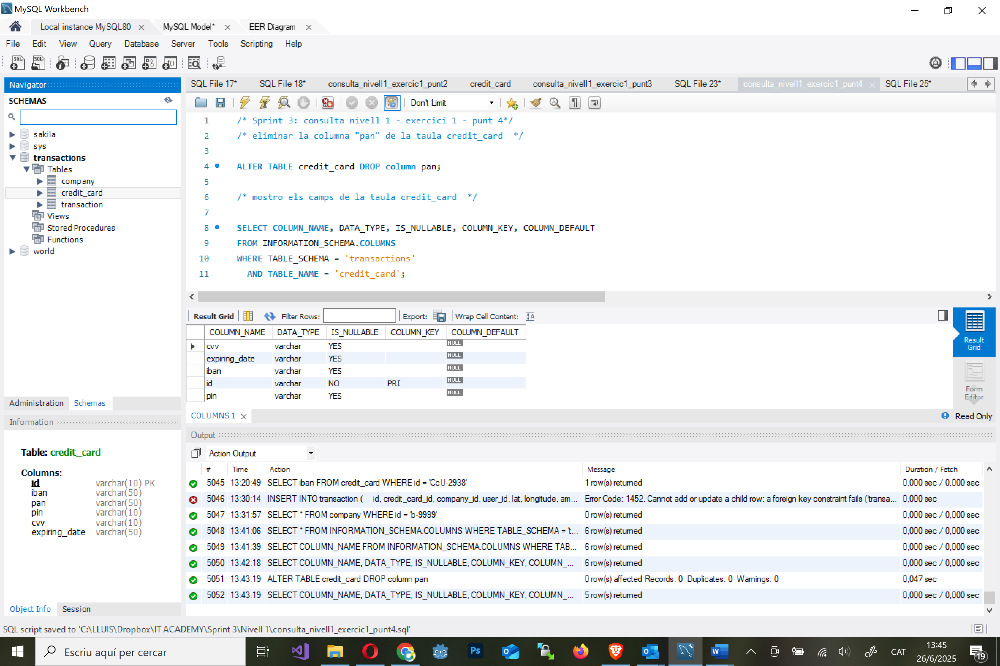 MySQL Workbench
Local instance MySQL80
MySQL Model*
EER Diagram
File Edit View Query Database Server Tools Scripting Help
Navigator
SCHEMAS
sakila
sys
transactions
Tables
company
credit_card
transaction
Views
Stored Procedures
Functions
world
Administration Schemas
Information
Table: credit_card
Columns:
id varchar(10) PK
iban varchar(50)
pan varchar(50)
pin varchar(10)
cvv varchar(10)
expiring_date varchar(50)
Object Info Session
SQL File 17* SQL File 18* consulta_nivell1_exercic1_punt2 credit_card consulta_nivell1_exercic1_punt3 SQL File 23* consulta_nivell1_exercic1_punt4 SQL File 25*
Don't Limit
1 /* Sprint 3: consulta nivell 1 - exercici 1 - punt 4*/
2 /* eliminar la columna "pan" de la taula credit_card */
3
4 ALTER TABLE credit_card DROP column pan;
5
6 /* mostro els camps de la taula credit_card */
7
8 SELECT COLUMN_NAME, DATA_TYPE, IS_NULLABLE, COLUMN_KEY, COLUMN_DEFAULT
9 FROM INFORMATION_SCHEMA.COLUMNS
10 WHERE TABLE_SCHEMA = 'transactions'
11 AND TABLE_NAME = 'credit_card';
Result Grid Filter Rows: Export: Wrap Cell Content:
COLUMN_NAME DATA_TYPE IS_NULLABLE COLUMN_KEY COLUMN_DEFAULT
cvv varchar YES NULL
expiring_date varchar YES NULL
iban varchar YES NULL
id varchar NO PRI NULL
pin varchar YES NULL
Result
Grid
Form
Editor
COLUMNS 1
Read Only
Output
Action Output
# Time Action Message Duration / Fetch
5045 13:20:49 SELECT iban FROM credit_card WHERE id = 'CcU-2938' 1 row(s) returned 0,000 sec / 0,000 sec
5046 13:30:14 INSERT INTO transaction ( id, credit_card_id, company_id, user_id, lat, longitude, am... Error Code: 1452. Cannot add or update a child row: a foreign key constraint fails ('transa... 0,000 sec
5047 13:31:57 SELECT * FROM company WHERE id = 'b-9999' 0 row(s) returned 0,000 sec / 0,000 sec
5048 13:41:06 SELECT * FROM INFORMATION_SCHEMA.COLUMNS WHERE TABLE_SCHEMA = 't... 6 row(s) returned 0,000 sec / 0,000 sec
5049 13:41:39 SELECT COLUMN_NAME FROM INFORMATION_SCHEMA.COLUMNS WHERE TAB... 6 row(s) returned 0,000 sec / 0,000 sec
5050 13:42:18 SELECT COLUMN_NAME, DATA_TYPE, IS_NULLABLE, COLUMN_KEY, COLUMN_... 6 row(s) returned 0,000 sec / 0,000 sec
5051 13:43:19 ALTER TABLE credit_card DROP column pan 0 row(s) affected Records: 0 Duplicates: 0 Warnings: 0 0,047 sec
5052 13:43:19 SELECT COLUMN_NAME, DATA_TYPE, IS_NULLABLE, COLUMN_KEY, COLUMN_... 5 row(s) returned 0,000 sec / 0,000 sec
SQL script saved to 'C:\LLUIS\Dropbox\IT ACADEMY\Sprint 3\Nivell 1\consulta_nivell1_exercic1_punt4.sql'
Escriu aquí per cercar
CAT
13:45
26/6/2025
19